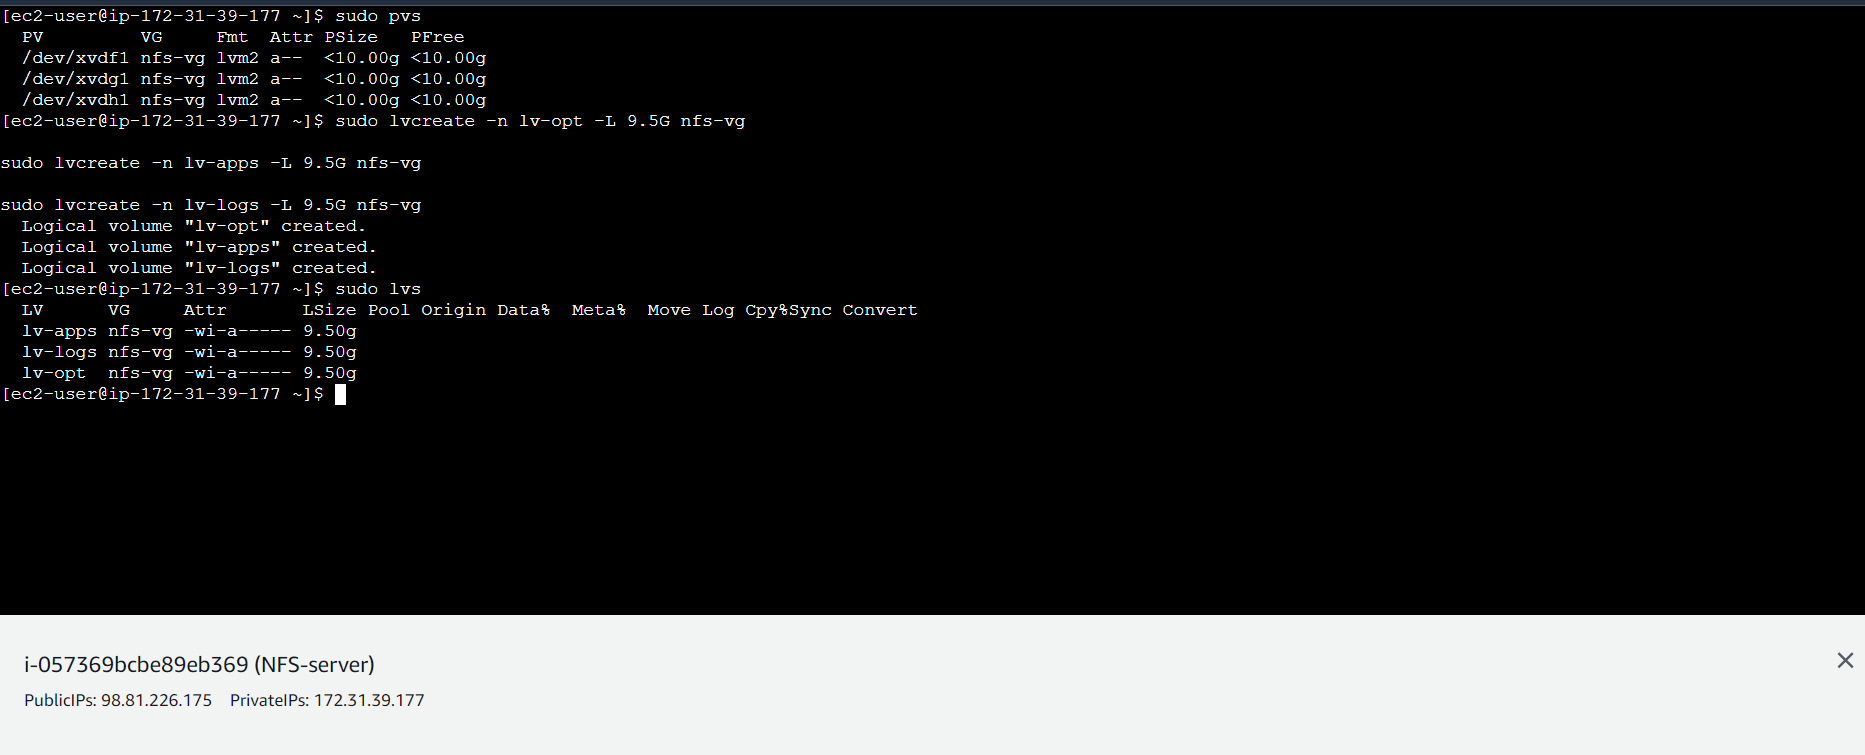 [ec2-user@ip-172-31-39-177 ~]$ sudo pvs
  PV         VG     Fmt  Attr PSize   PFree
  /dev/xvdf1 nfs-vg lvm2 a--  <10.00g <10.00g
  /dev/xvdg1 nfs-vg lvm2 a--  <10.00g <10.00g
  /dev/xvdh1 nfs-vg lvm2 a--  <10.00g <10.00g
[ec2-user@ip-172-31-39-177 ~]$ sudo lvcreate -n lv-opt -L 9.5G nfs-vg
sudo lvcreate -n lv-apps -L 9.5G nfs-vg
sudo lvcreate -n lv-logs -L 9.5G nfs-vg
  Logical volume "lv-opt" created.
  Logical volume "lv-apps" created.
  Logical volume "lv-logs" created.
[ec2-user@ip-172-31-39-177 ~]$ sudo lvs
  LV      VG     Attr       LSize Pool Origin Data%  Meta%  Move Log Cpy%Sync Convert
  lv-apps nfs-vg -wi-a----- 9.50g
  lv-logs nfs-vg -wi-a----- 9.50g
  lv-opt  nfs-vg -wi-a----- 9.50g
[ec2-user@ip-172-31-39-177 ~]$
i-057369bcbe89eb369 (NFS-server)
PublicIPs: 98.81.226.175    PrivateIPs: 172.31.39.177